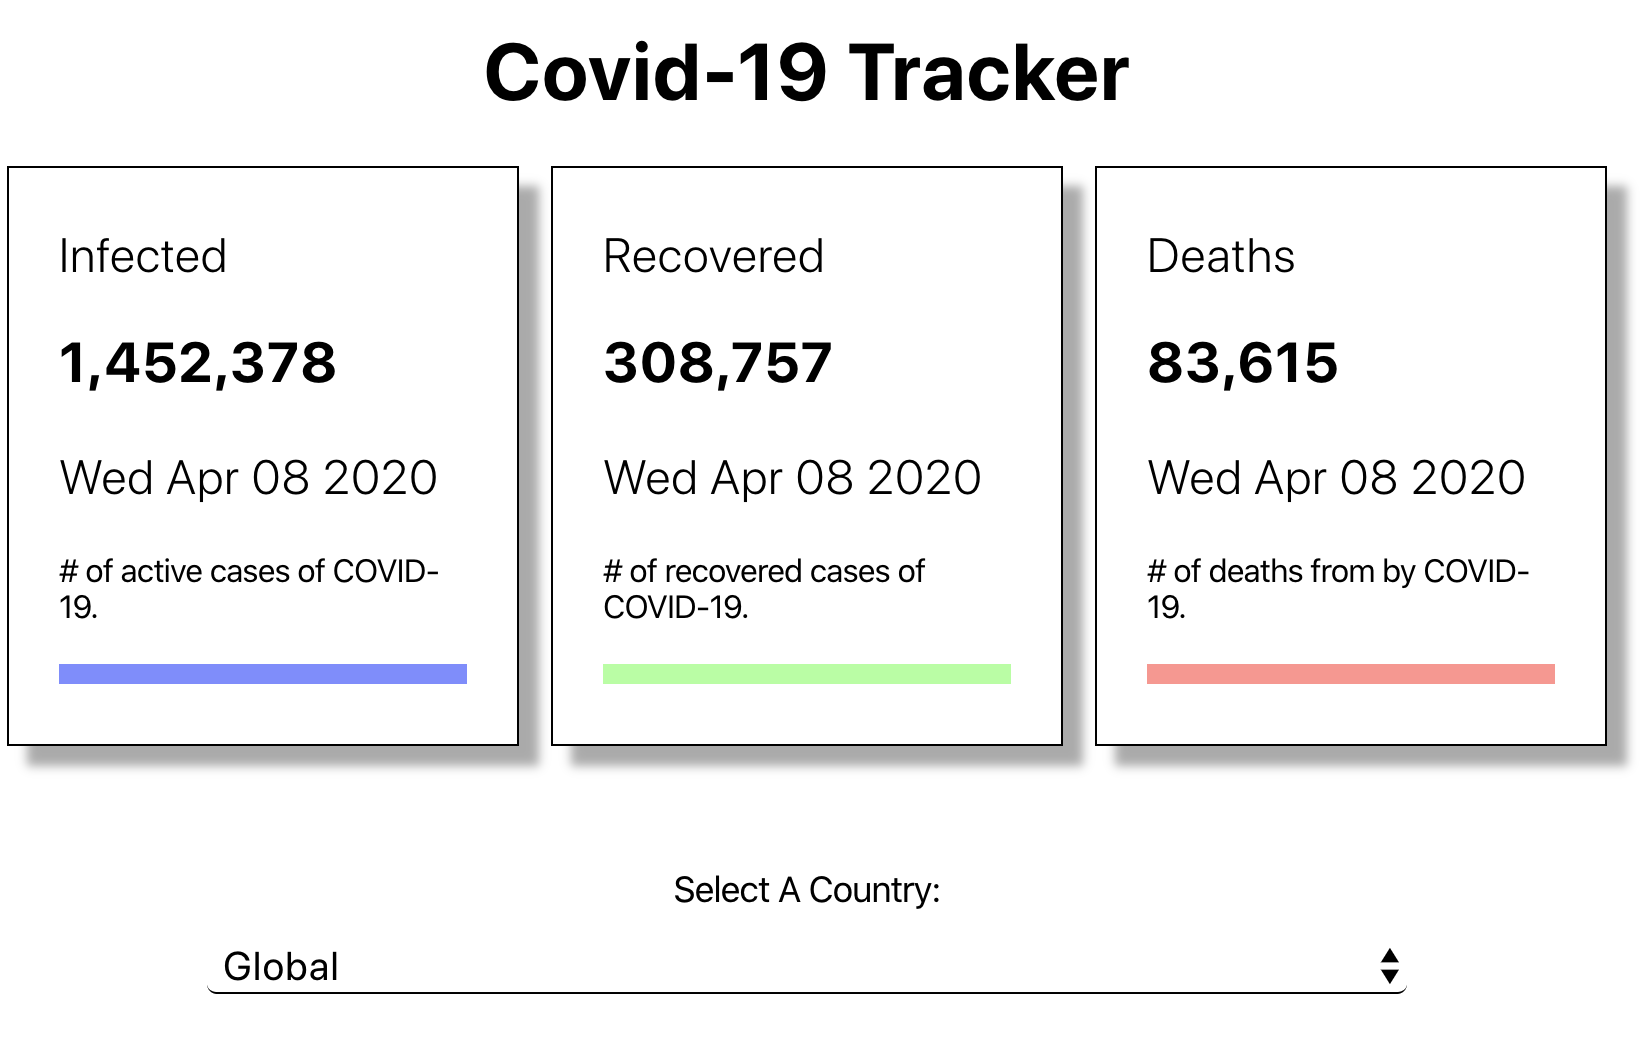 Covid-19 Tracker
Infected
1,452,378
Wed Apr 08 2020
# of active cases of COVID-
19.
Recovered
308,757
Wed Apr 08 2020
# of recovered cases of
COVID-19.
Deaths
83,615
Wed Apr 08 2020
# of deaths from by COVID-
19.
Select A Country:
Global